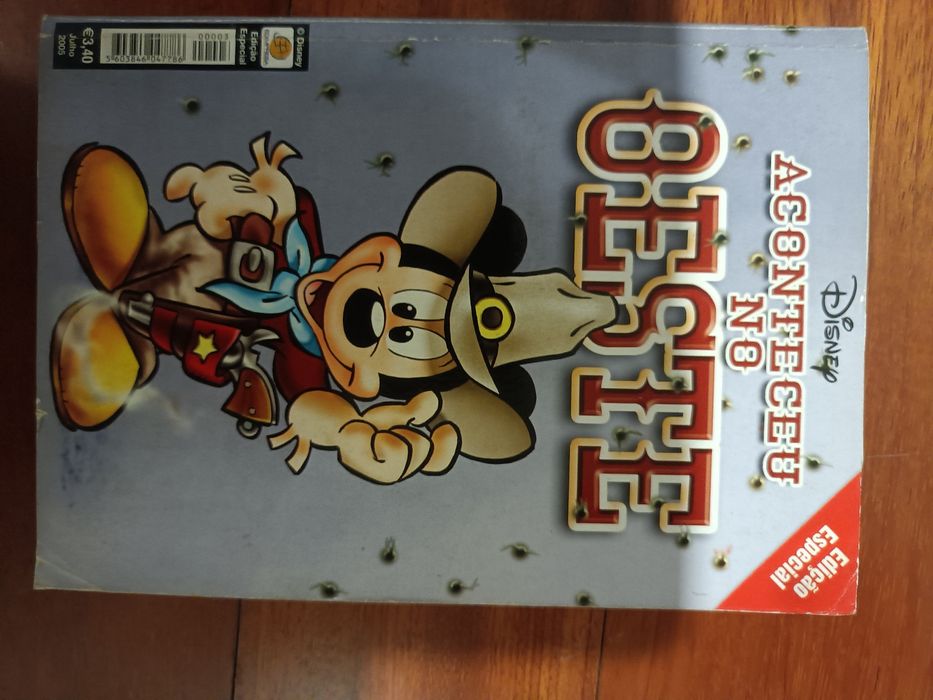 Disney
ACONTECEU
NO
OESTE
Edição
Especial
© Disney
Edição
Especial
00003
5 603846 047786
€3,40
Julho
2005